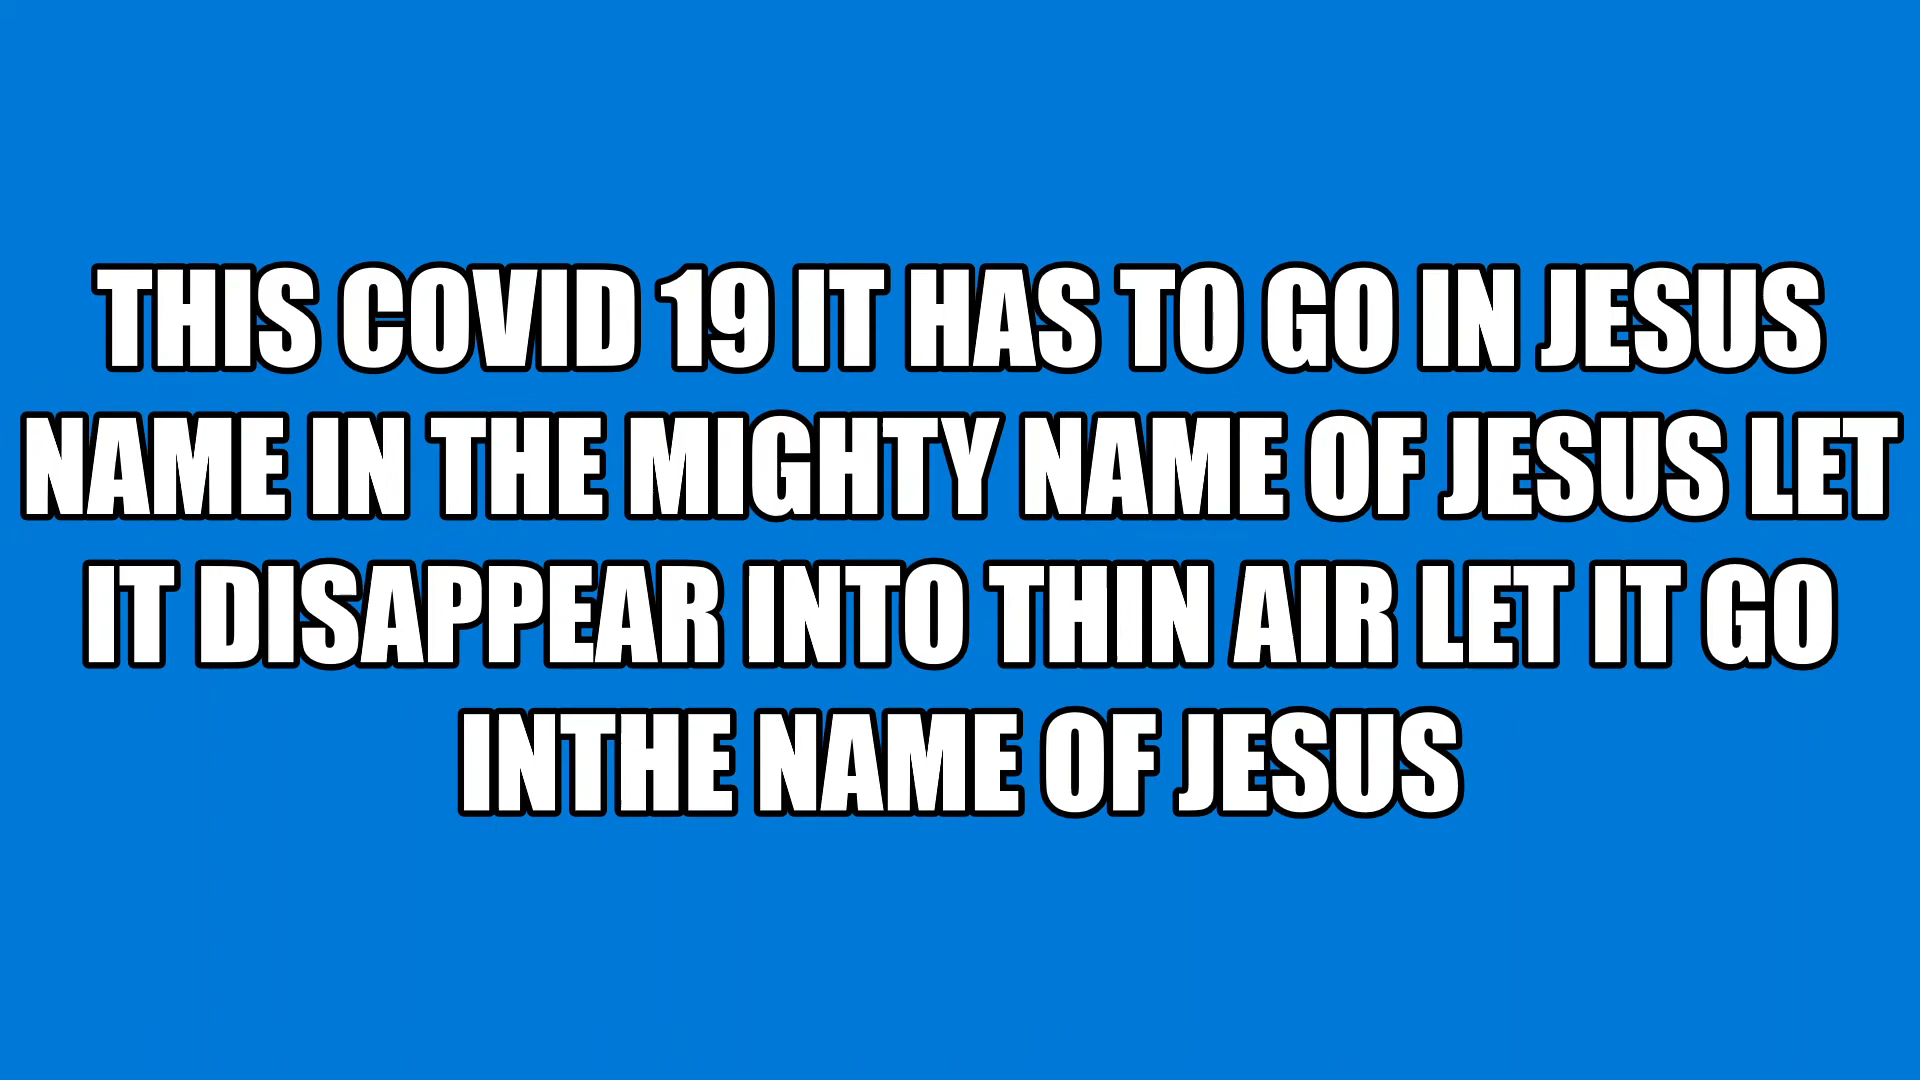 THIS COVID 19 IT HAS TO GO IN JESUS
NAME IN THE MIGHTY NAME OF JESUS LET
IT DISAPPEAR INTO THIN AIR LET IT GO
INTHE NAME OF JESUS